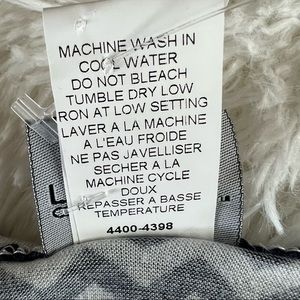 MACHINE WASH IN
COOL WATER
DO NOT BLEACH
TUMBLE DRY LOW
IRON AT LOW SETTING
LAVER A LA MACHINE
A L'EAU FROIDE
NE PAS JAVELLISER
SECHER A LA
MACHINE CYCLE
DOUX
REPASSER A BASSE
TEMPERATURE
4400-4398